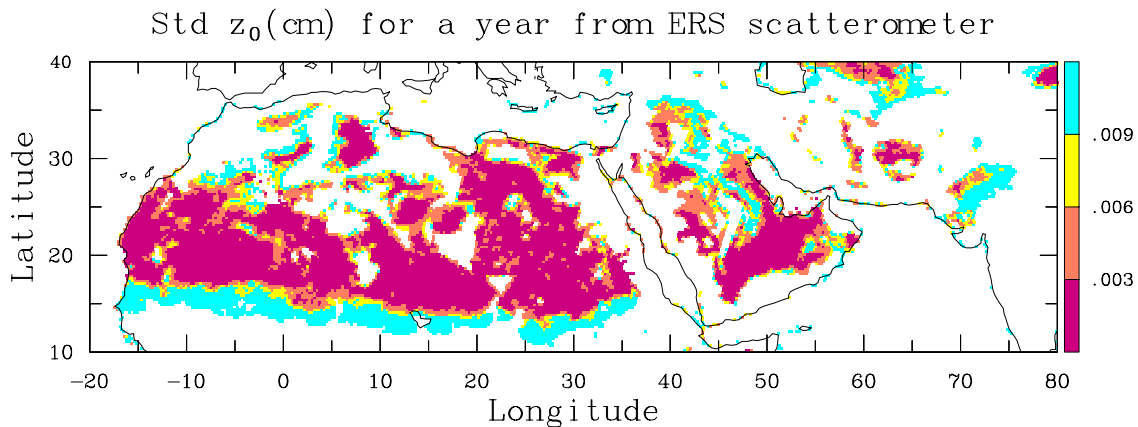 Std z₀(cm) for a year from ERS scatterometer
Latitude
40
30
20
10
−20 −10 0 10 20 30 40 50 60 70 80
Longitude
.009
.006
.003